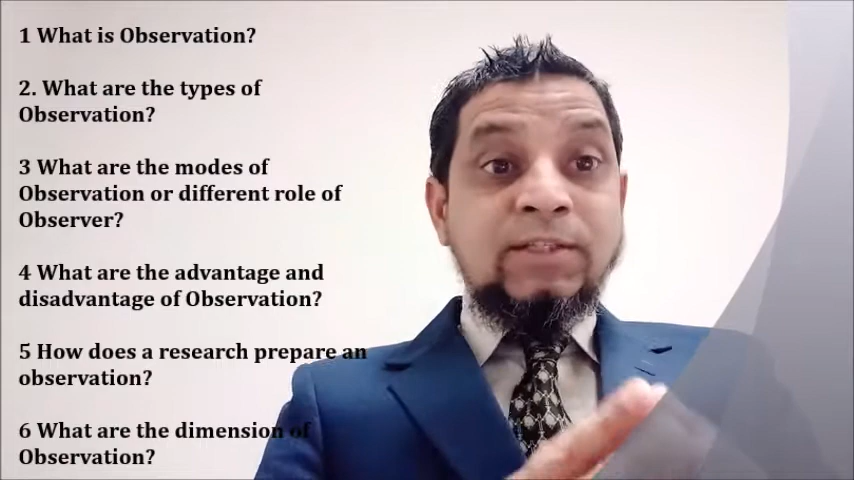 1 What is Observation?
2. What are the types of
Observation?
3 What are the modes of
Observation or different role of
Observer?
4 What are the advantage and
disadvantage of Observation?
5 How does a research prepare an
observation?
6 What are the dimension of
Observation?